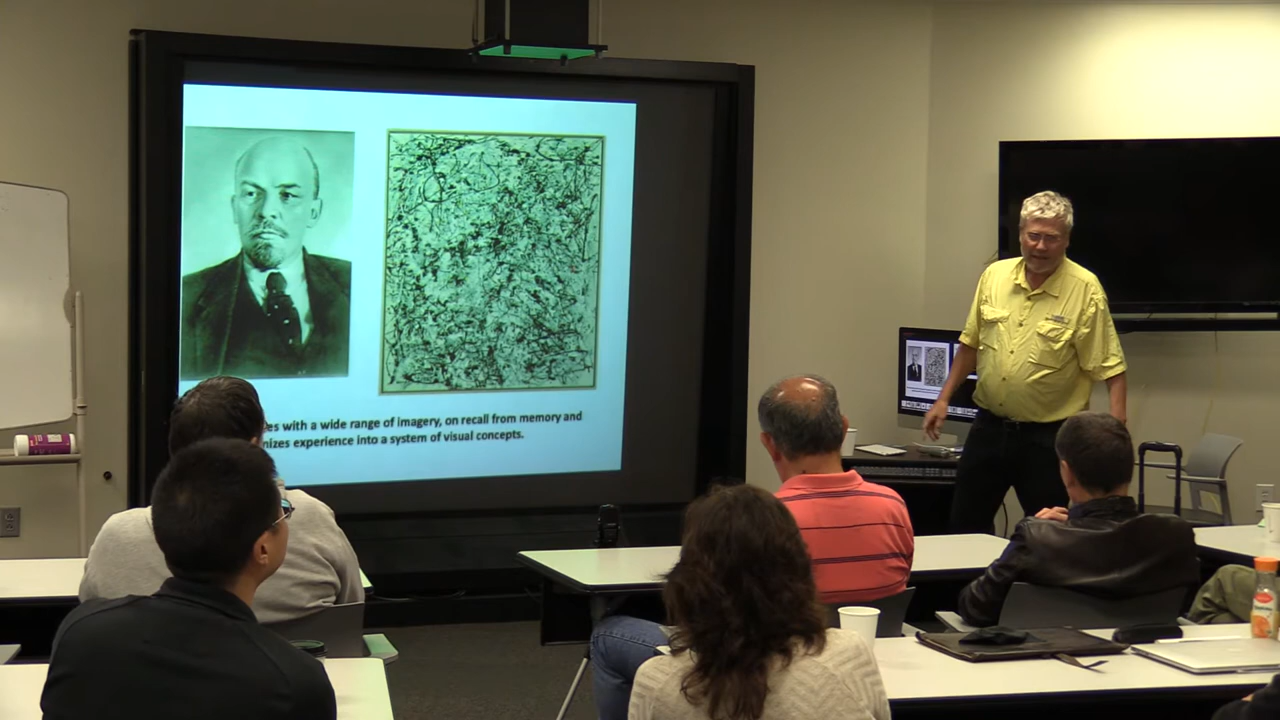 es with a wide range of imagery, on recall from memory and
nizes experience into a system of visual concepts.